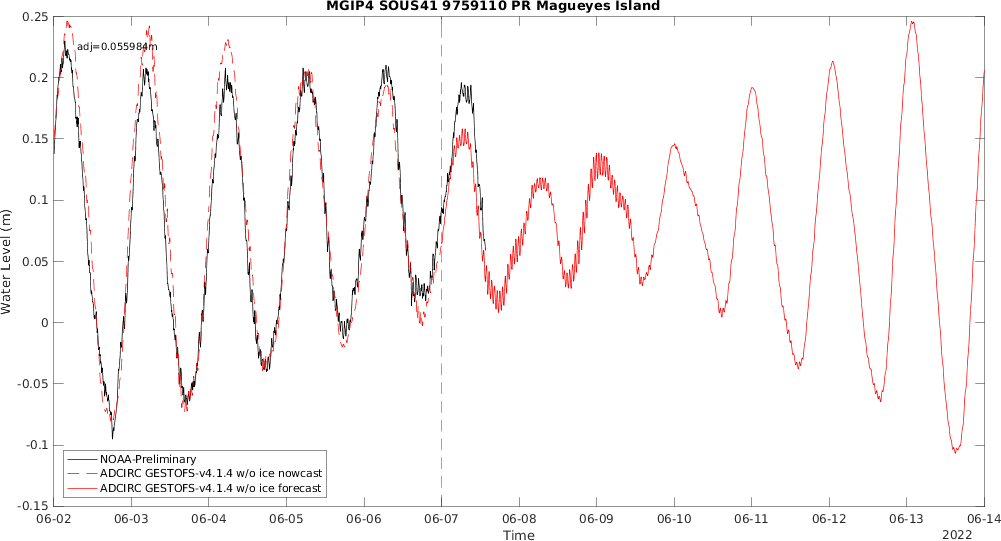 MGIP4 SOUS41 9759110 PR Magueyes Island
adj=0.055984m
Water Level (m)
0.25
0.2
0.15
0.1
0.05
0
-0.05
-0.1
-0.15
NOAA-Preliminary
ADCIRC GESTOFS-v4.1.4 w/o ice nowcast
ADCIRC GESTOFS-v4.1.4 w/o ice forecast
06-02 06-03 06-04 06-05 06-06 06-07 06-08 06-09 06-10 06-11 06-12 06-13 06-14
Time
2022